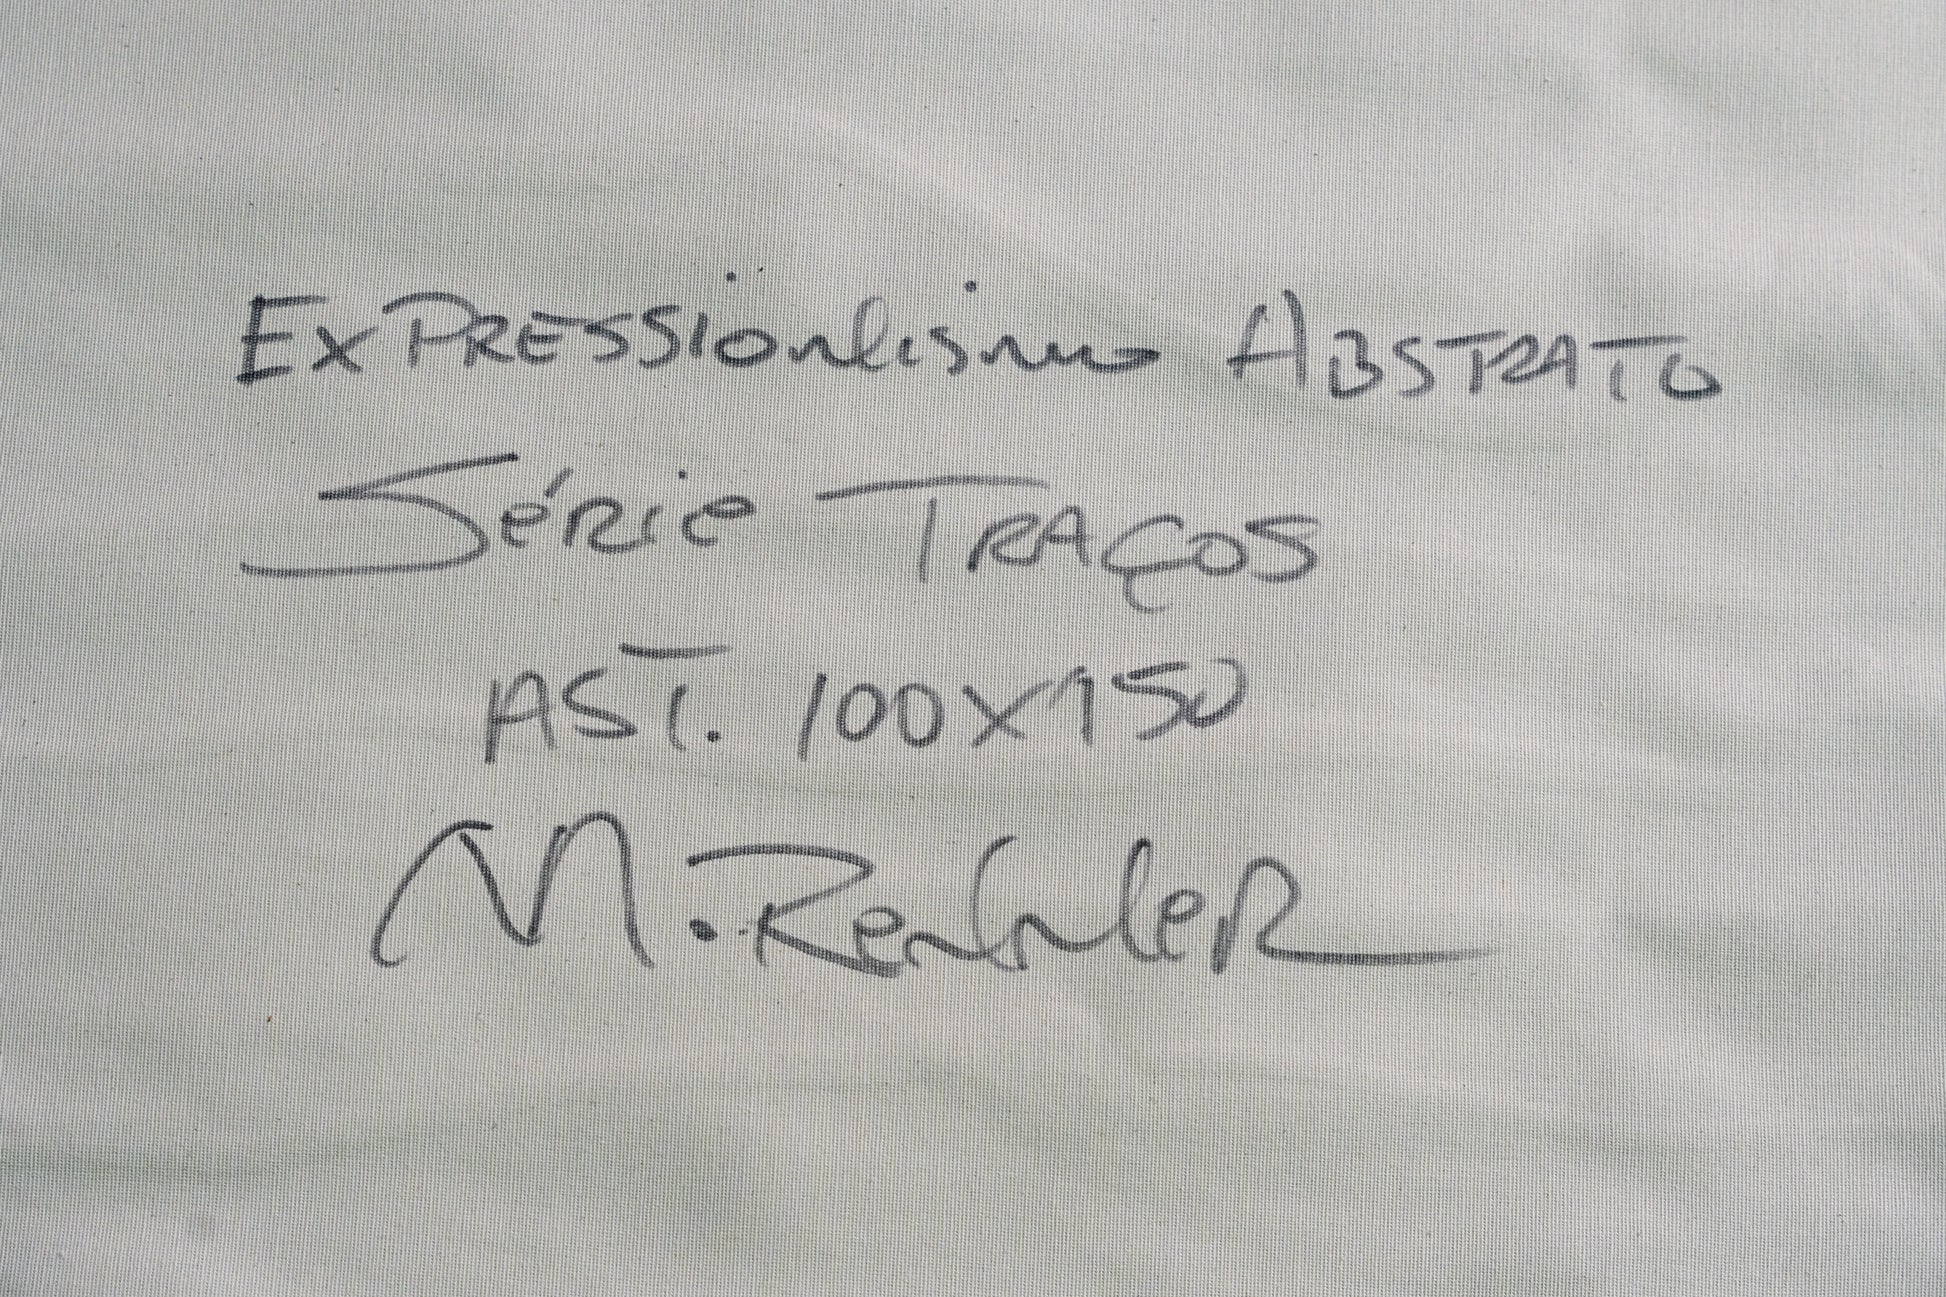 Expressionismo Abstrato
Série Traços
AST. 100x150
M.